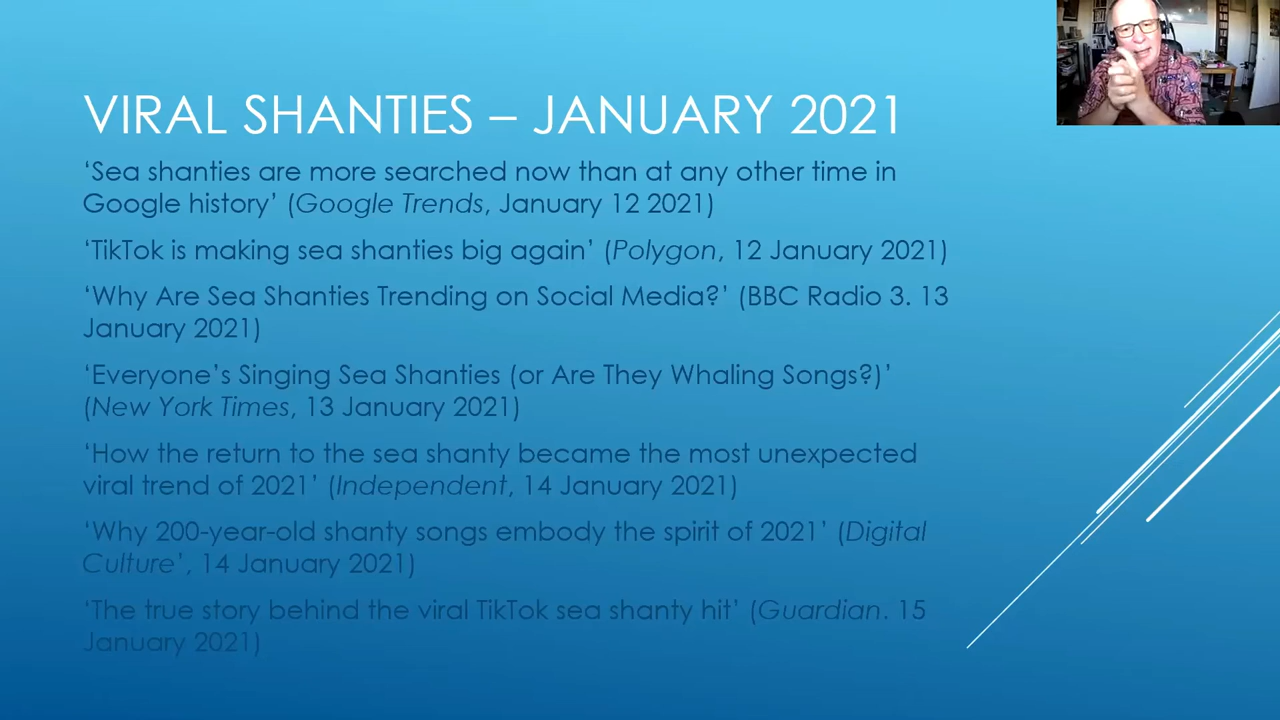 VIRAL SHANTIES – JANUARY 2021
‘Sea shanties are more searched now than at any other time in
Google history’ (Google Trends, January 12 2021)
‘TikTok is making sea shanties big again’ (Polygon, 12 January 2021)
‘Why Are Sea Shanties Trending on Social Media?’ (BBC Radio 3. 13
January 2021)
‘Everyone’s Singing Sea Shanties (or Are They Whaling Songs?)’
(New York Times, 13 January 2021)
‘How the return to the sea shanty became the most unexpected
viral trend of 2021’ (Independent, 14 January 2021)
‘Why 200-year-old shanty songs embody the spirit of 2021’ (Digital
Culture’, 14 January 2021)
‘The true story behind the viral TikTok sea shanty hit’ (Guardian. 15
January 2021)